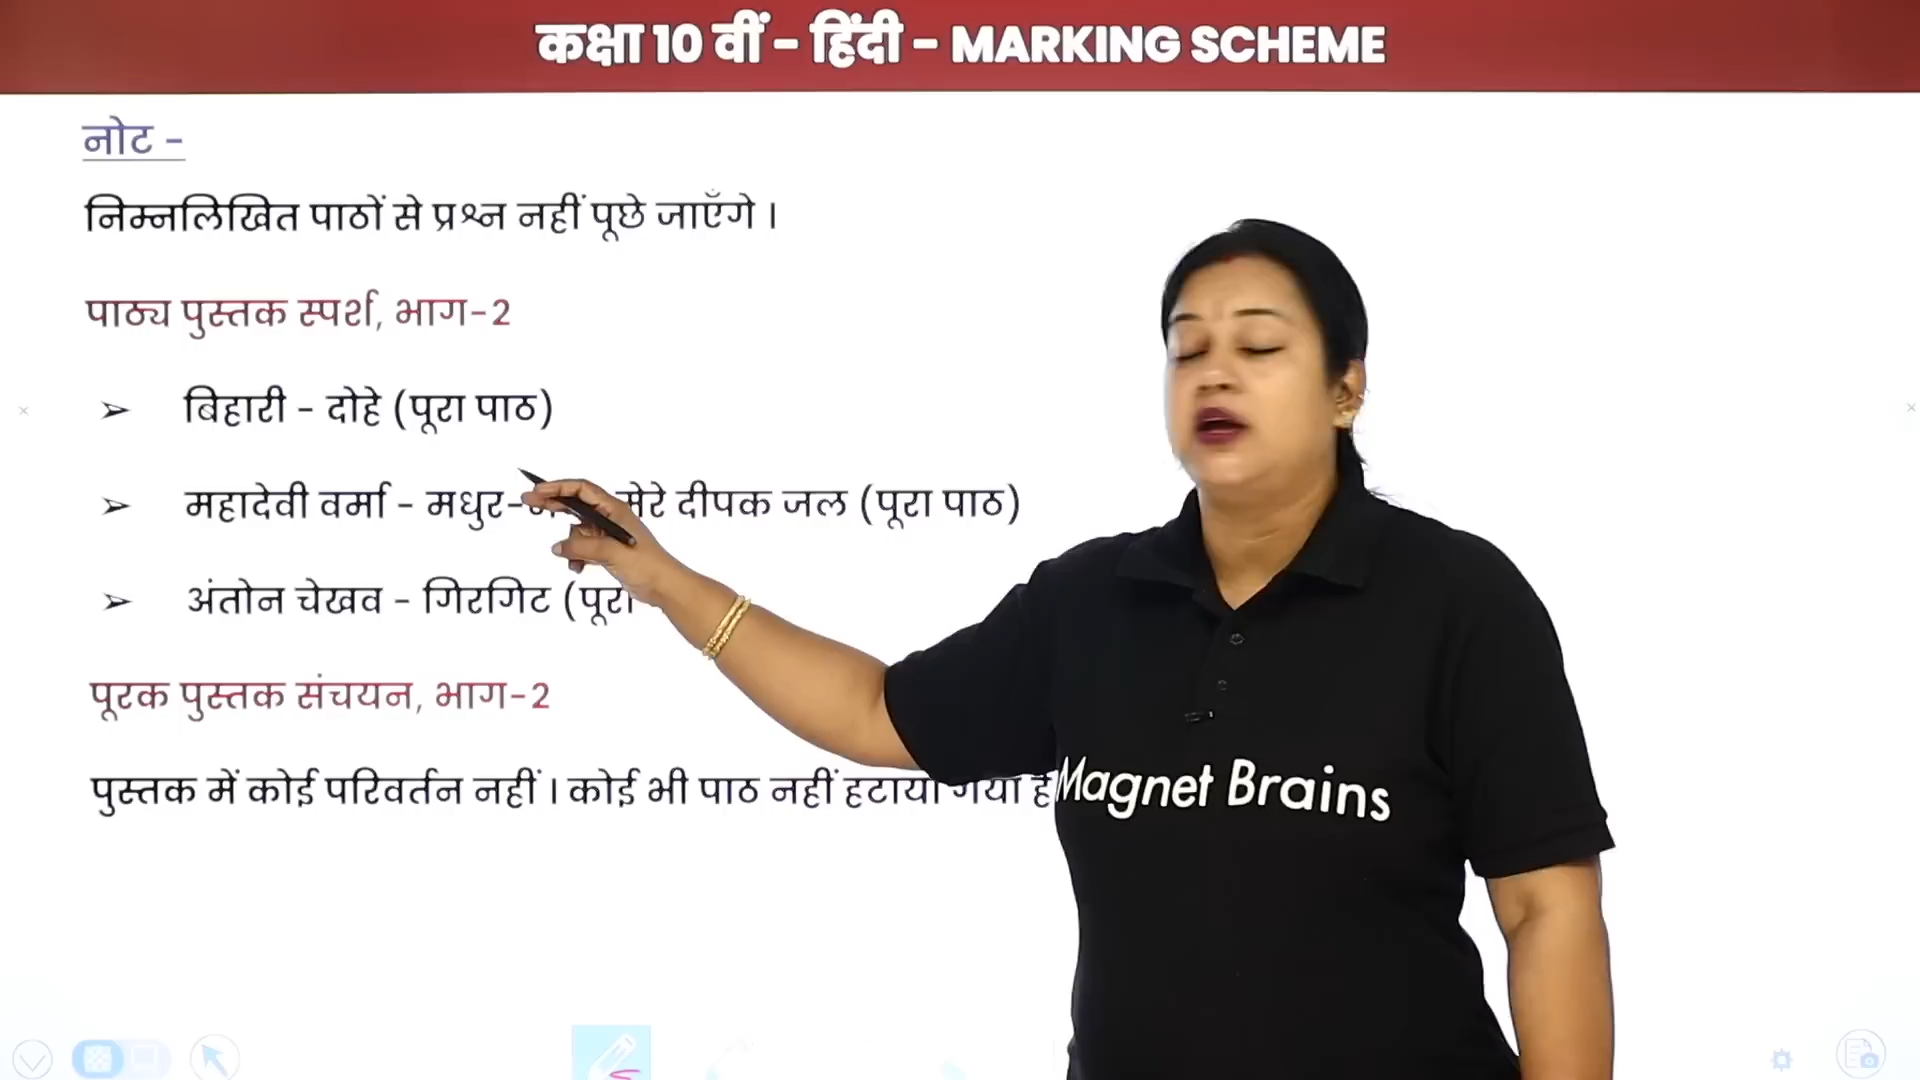 कक्षा 10 वीं - हिंदी - MARKING SCHEME
नोट -
निम्नलिखित पाठों से प्रश्न नहीं पूछे जाएँगे ।
पाठ्य पुस्तक स्पर्श, भाग-2
➢ बिहारी - दोहे (पूरा पाठ)
➢ महादेवी वर्मा - मधुर- मेरे दीपक जल (पूरा पाठ)
➢ अंतोन चेखव - गिरगिट (पूरा
पूरक पुस्तक संचयन, भाग-2
पुस्तक में कोई परिवर्तन नहीं । कोई भी पाठ नहीं हटाया गया है
Magnet Brains